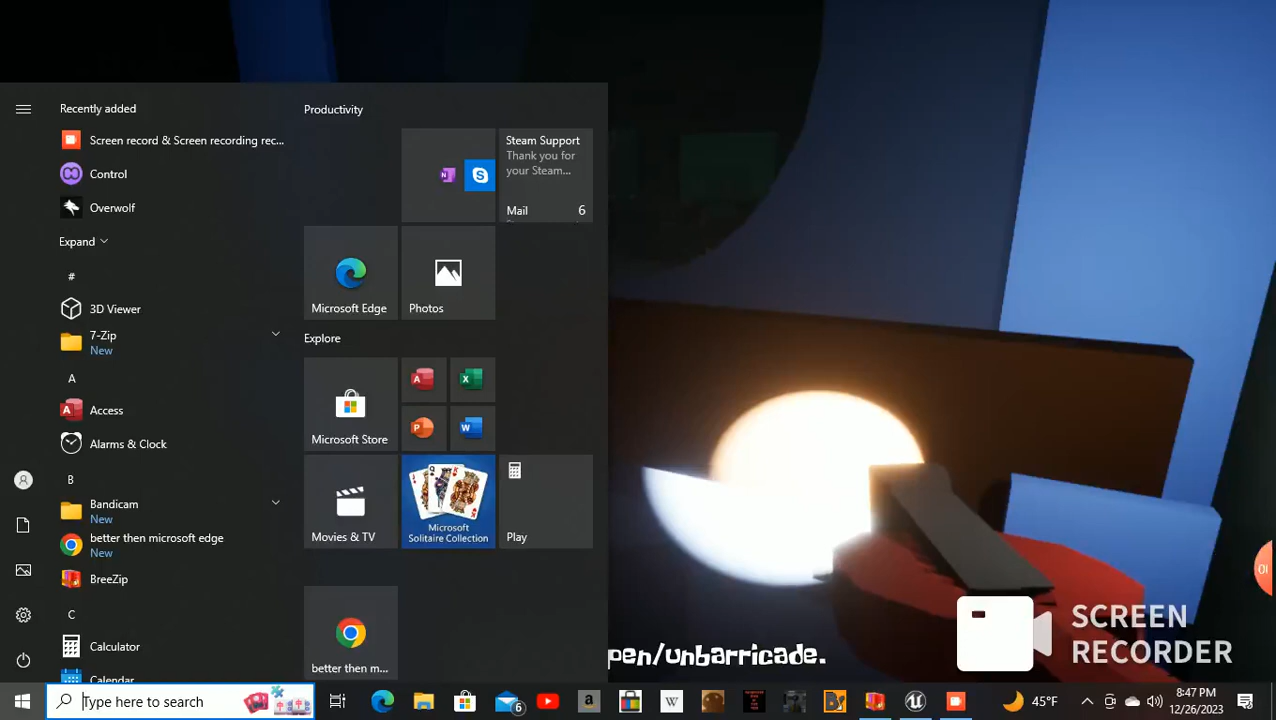 Recently added
Screen record & Screen recording rec...
Control
Overwolf
Expand
#
3D Viewer
7-Zip
New
A
Access
Alarms & Clock
B
Bandicam
New
better then microsoft edge
New
BreeZip
C
Calculator
Calendar
Productivity
Steam Support
Thank you for
your Steam...
Mail 6
Microsoft Edge
Photos
Explore
Microsoft Store
Movies & TV
Microsoft
Solitaire Collection
Play
better then m...
pen/unbarricade.
SCREEN
RECORDER
Type here to search
6
45°F
8:47 PM
12/26/2023